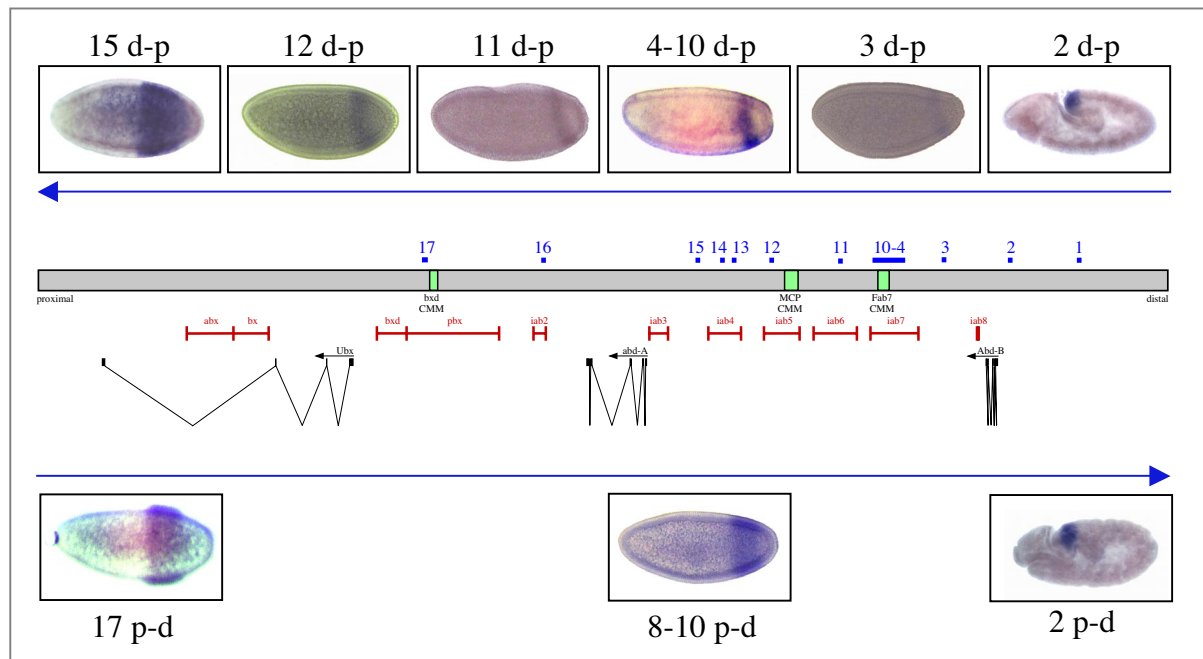 15 d-p 12 d-p 11 d-p 4-10 d-p 3 d-p 2 d-p
17 16 15 14 13 12 11 10-4 3 2 1
proximal bxd MCP Fab7 distal
CMM CMM CMM
abx bx bxd pbx iab2 iab3 iab4 iab5 iab6 iab7 iab8
Ubx abd-A Abd-B
17 p-d 8-10 p-d 2 p-d